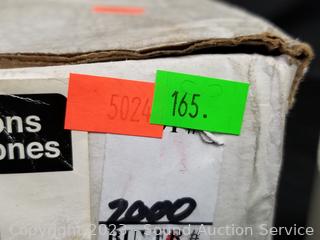 5024
165.
ons
ones
2000
Copyright 2023 - Sound Auction Service